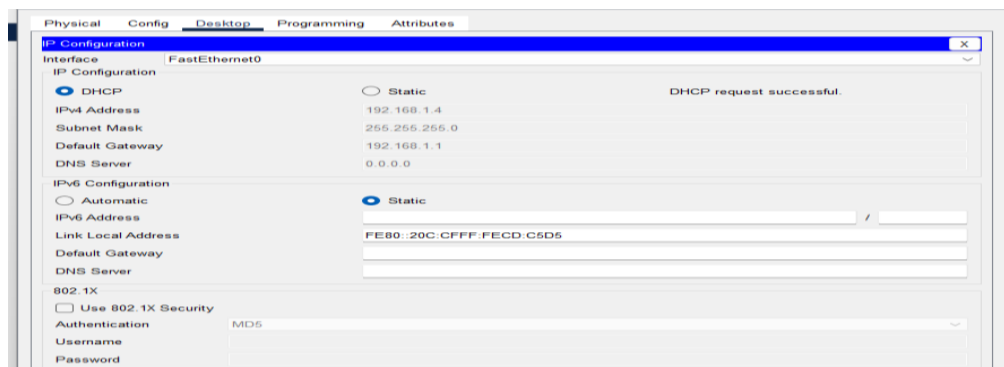 Physical Config Desktop Programming Attributes
IP Configuration X
Interface FastEthernet0
IP Configuration
DHCP Static DHCP request successful.
IPv4 Address 192.168.1.4
Subnet Mask 255.255.255.0
Default Gateway 192.168.1.1
DNS Server 0.0.0.0
IPv6 Configuration
Automatic Static
IPv6 Address /
Link Local Address FE80::20C:CFFF:FECD:C5D5
Default Gateway
DNS Server
802.1X
Use 802.1X Security
Authentication MD5
Username
Password